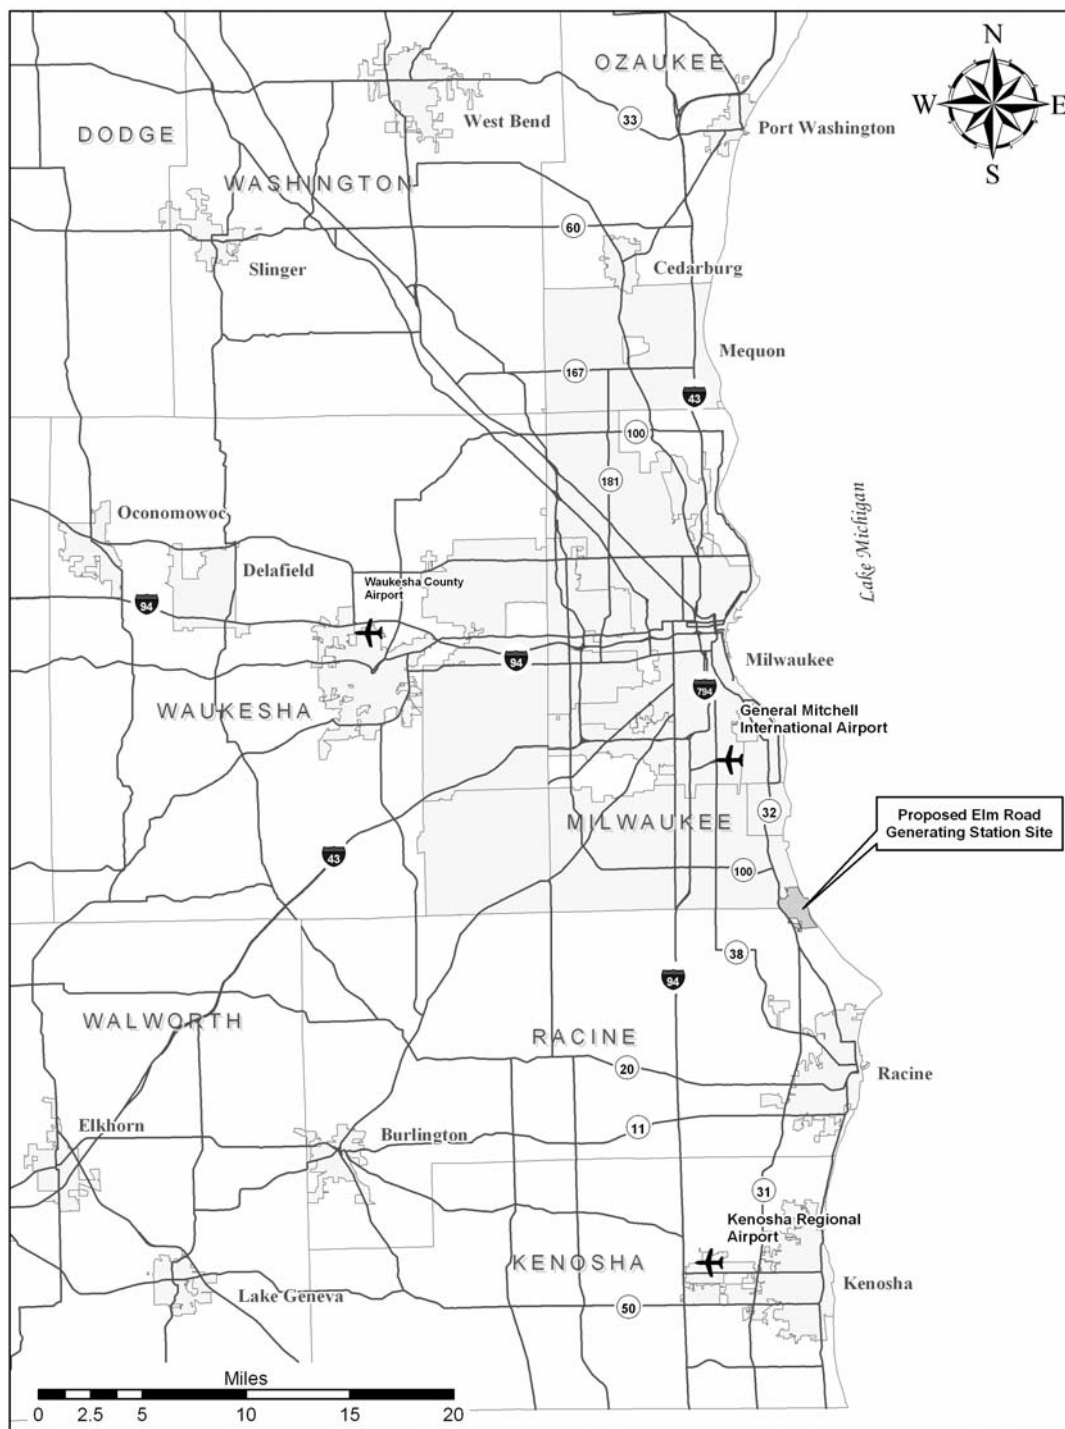 N
OZAUKEE
W
E
33
West Bend
Port Washington
DODGE
S
WASHINGTON
60
Slinger
Cedarburg
Mequon
167
43
100
181
Oconomowoc
Lake Michigan
Delafield
Waukesha County
Airport
94
94
Milwaukee
794
WAUKESHA
General Mitchell
International Airport
32
MILWAUKEE
Proposed Elm Road
Generating Station Site
43
100
38
94
WALWORTH
RACINE
20
Racine
Elkhorn
Burlington
11
31
Kenosha Regional
Airport
KENOSHA
Kenosha
Lake Geneva
50
Miles
0 2.5 5 10 15 20